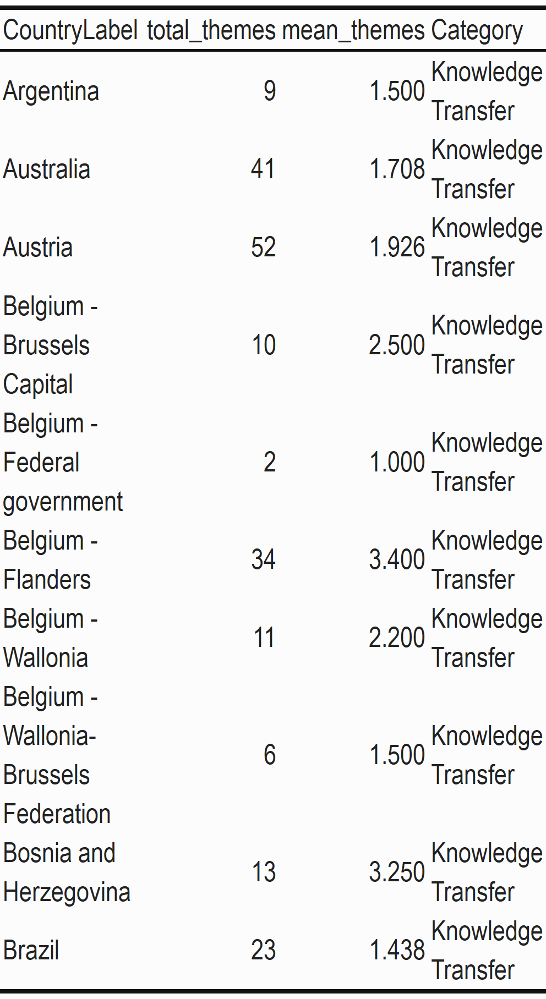 CountryLabel total_themes mean_themes Category
Argentina 9 1.500 Knowledge Transfer
Australia 41 1.708 Knowledge Transfer
Austria 52 1.926 Knowledge Transfer
Belgium - Brussels Capital 10 2.500 Knowledge Transfer
Belgium - Federal government 2 1.000 Knowledge Transfer
Belgium - Flanders 34 3.400 Knowledge Transfer
Belgium - Wallonia 11 2.200 Knowledge Transfer
Belgium - Wallonia-Brussels Federation 6 1.500 Knowledge Transfer
Bosnia and Herzegovina 13 3.250 Knowledge Transfer
Brazil 23 1.438 Knowledge Transfer